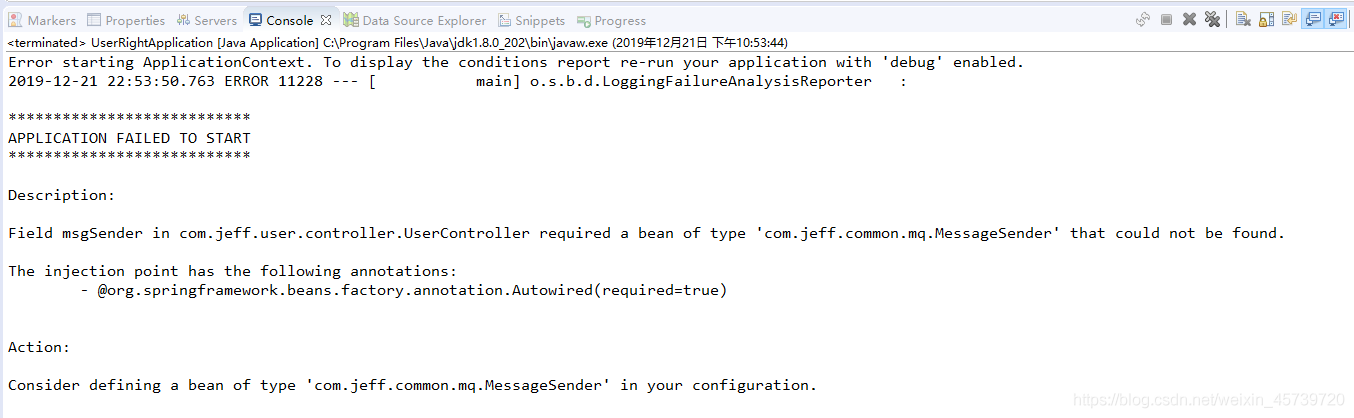 Markers Properties Servers Console Data Source Explorer Snippets Progress
<terminated> UserRightApplication [Java Application] C:\Program Files\Java\jdk1.8.0_202\bin\javaw.exe (2019年12月21日 下午10:53:44)
Error starting ApplicationContext. To display the conditions report re-run your application with 'debug' enabled.
2019-12-21 22:53:50.763 ERROR 11228 --- [           main] o.s.b.d.LoggingFailureAnalysisReporter   :
***************************
APPLICATION FAILED TO START
***************************
Description:
Field msgSender in com.jeff.user.controller.UserController required a bean of type 'com.jeff.common.mq.MessageSender' that could not be found.
The injection point has the following annotations:
- @org.springframework.beans.factory.annotation.Autowired(required=true)
Action:
Consider defining a bean of type 'com.jeff.common.mq.MessageSender' in your configuration.
https://blog.csdn.net/weixin_45739720